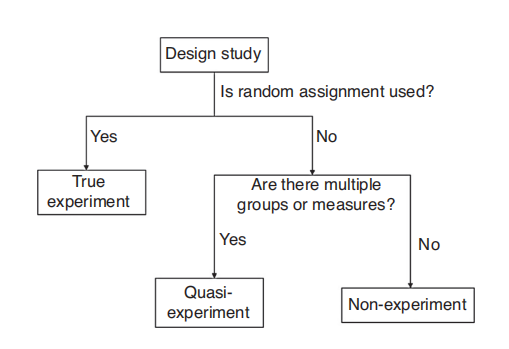 Design study
Is random assignment used?
Yes
No
True
experiment
Are there multiple
groups or measures?
Yes
No
Quasi-
experiment
Non-experiment